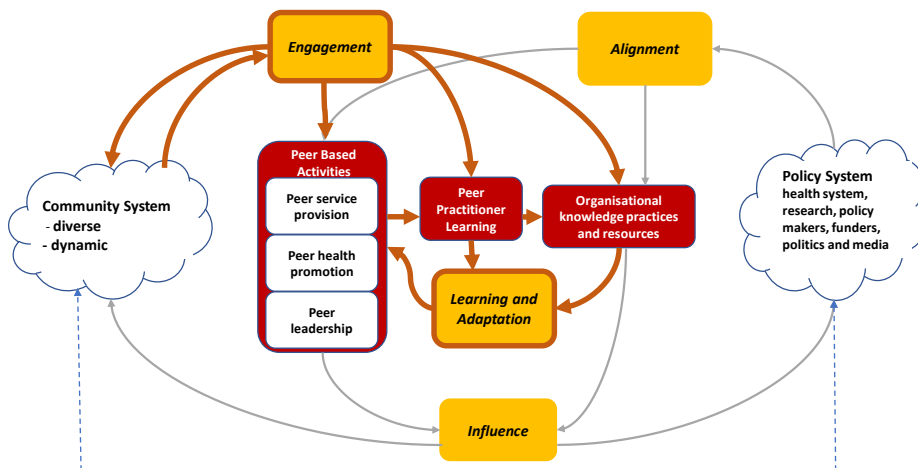 Engagement
Alignment
Peer Based
Activities
Peer service
provision
Peer health
promotion
Peer
leadership
Peer
Practitioner
Learning
Organisational
knowledge practices
and resources
Learning and
Adaptation
Community System
- diverse
- dynamic
Policy System
health system,
research, policy
makers, funders,
politics and media
Influence